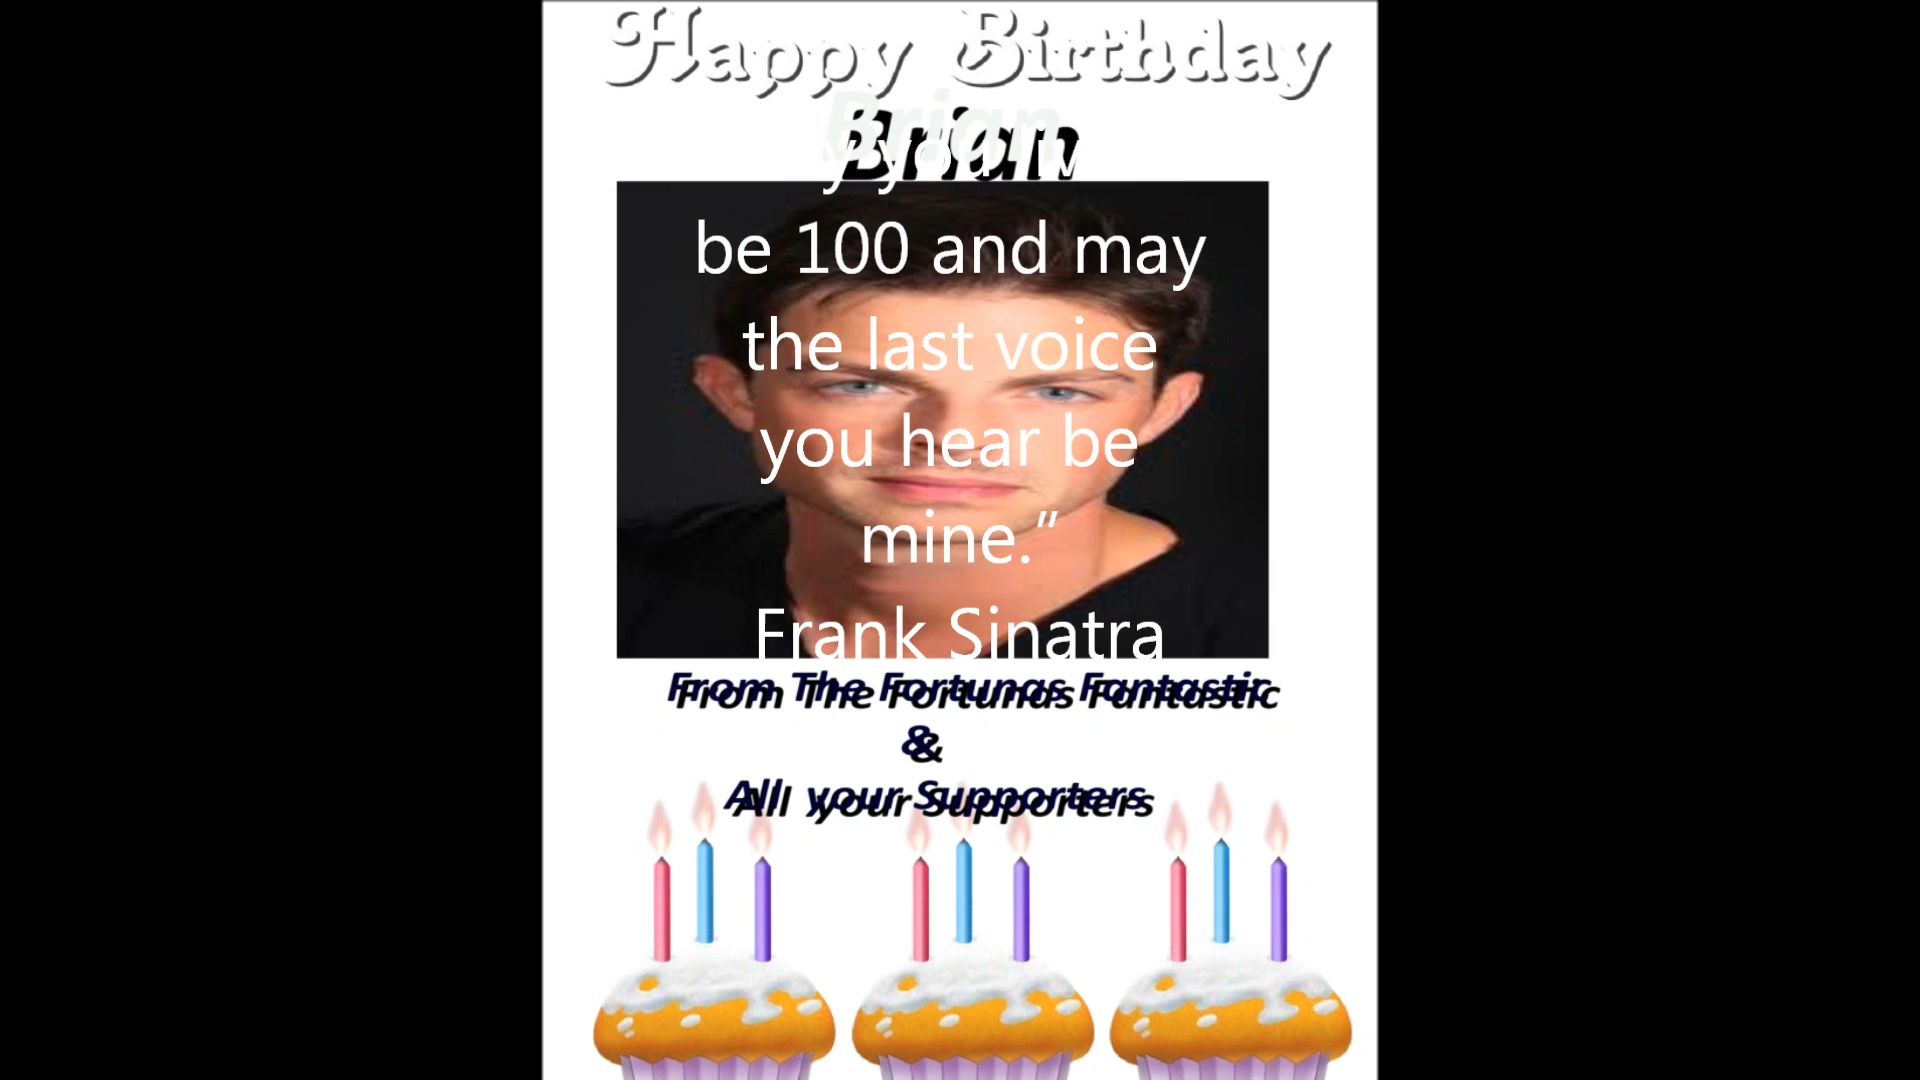 Happy Birthday
Brian
be 100 and may
the last voice
you hear be
mine.”
Frank Sinatra
From The Fortunas Fantastic
&
All your Supporters